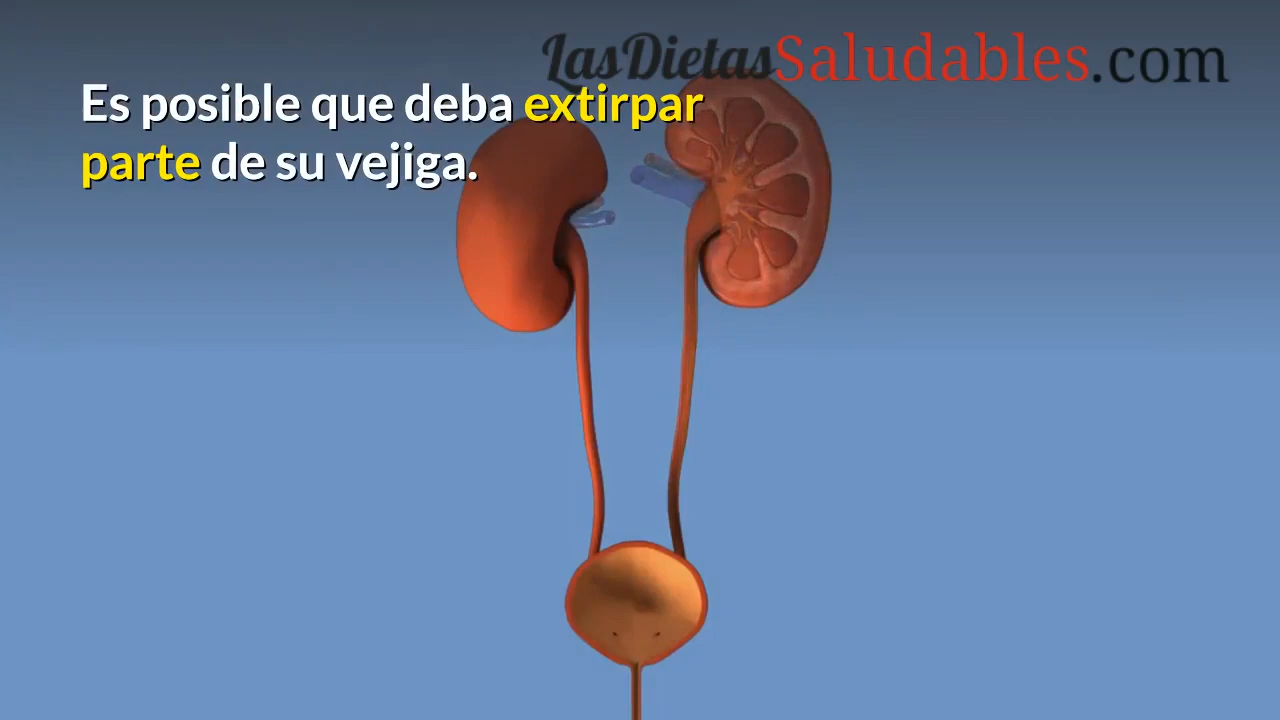 LasDietasSaludables.com
Es posible que deba extirpar
parte de su vejiga.